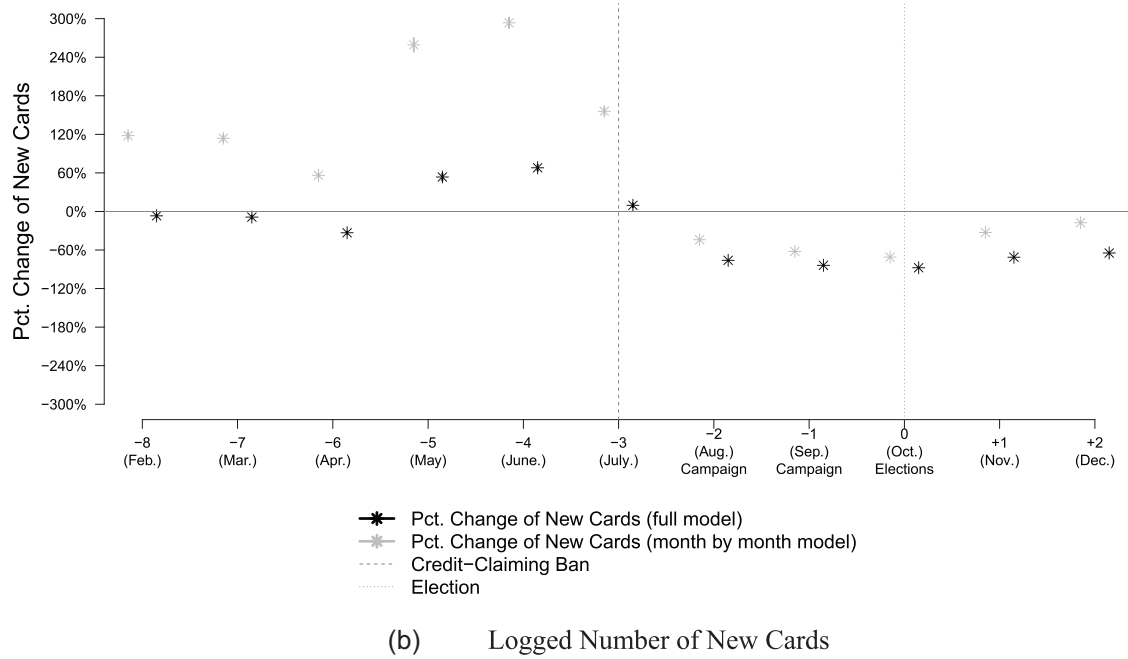 Pct. Change of New Cards
300%
240%
180%
120%
60%
0%
−60%
−120%
−180%
−240%
−300%
−8 −7 −6 −5 −4 −3 −2 −1 0 +1 +2
(Feb.) (Mar.) (Apr.) (May) (June.) (July.) (Aug.) (Sep.) (Oct.) (Nov.) (Dec.)
Campaign Campaign Elections
Pct. Change of New Cards (full model)
Pct. Change of New Cards (month by month model)
Credit−Claiming Ban
Election
(b) Logged Number of New Cards